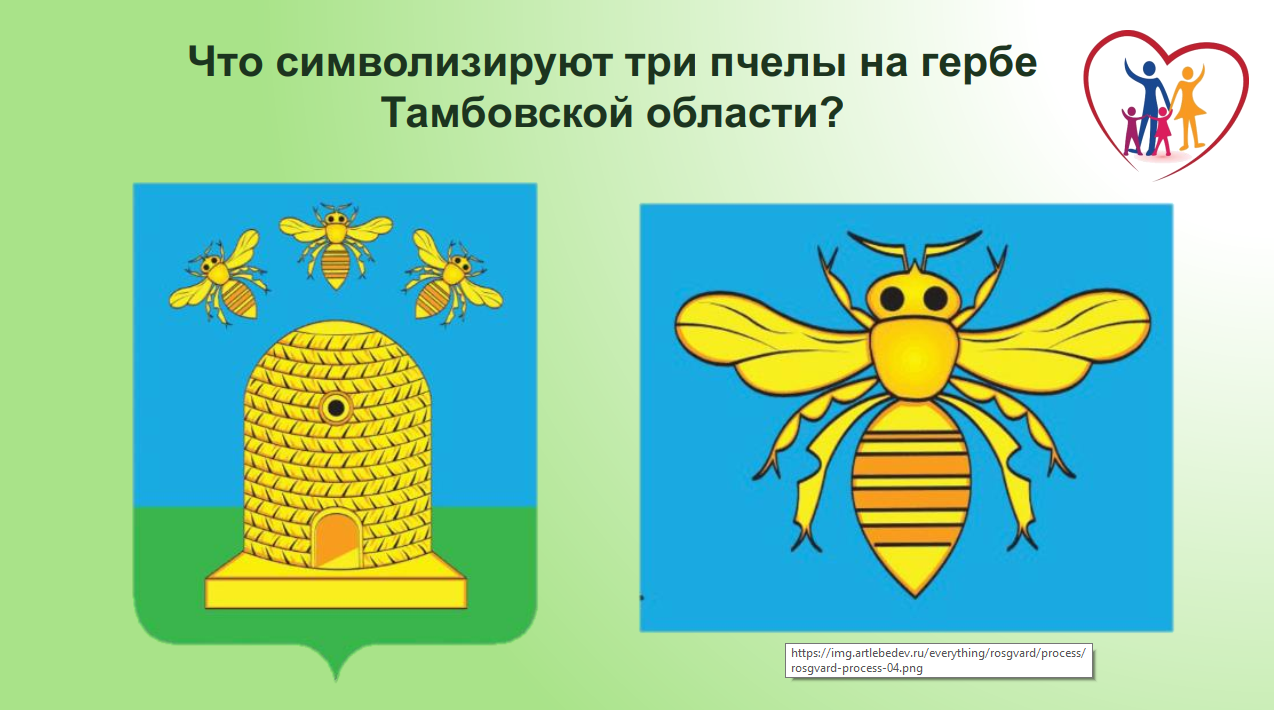 Что символизируют три пчелы на гербе
Тамбовской области?
https://img.artlebedev.ru/everything/rosgvard/process/
rosgvard-process-04.png